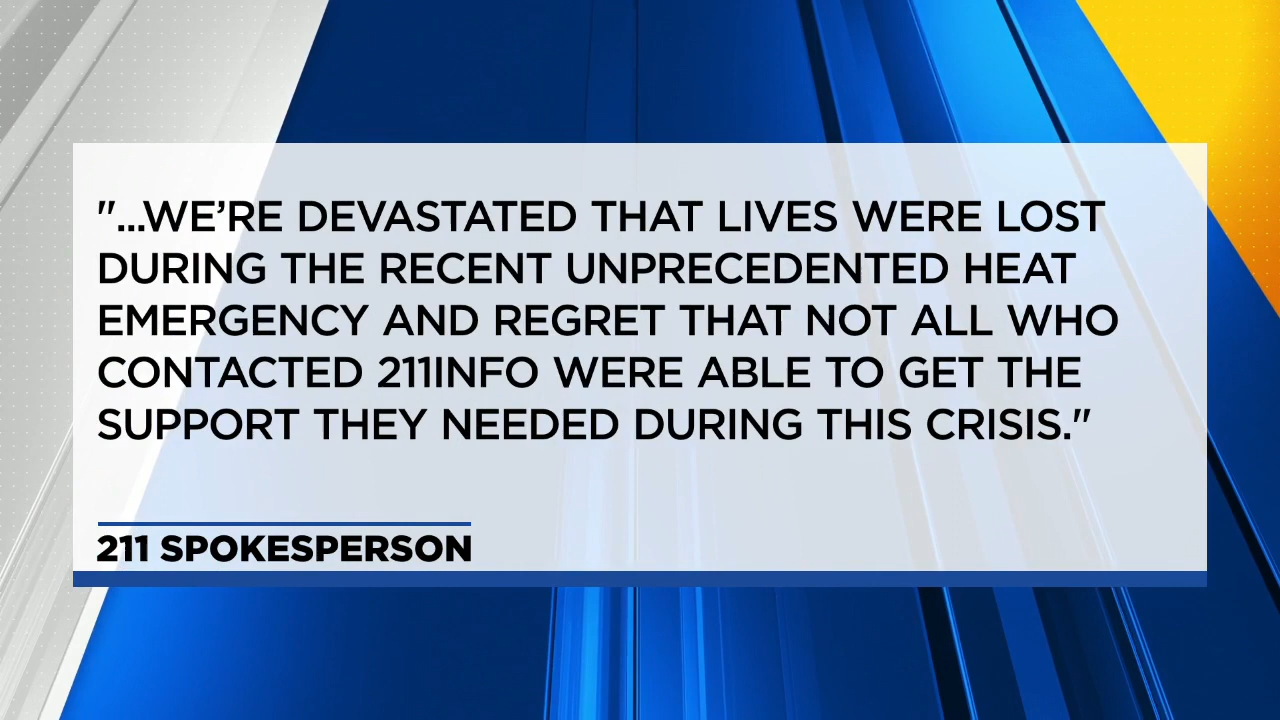 "...WE’RE DEVASTATED THAT LIVES WERE LOST
DURING THE RECENT UNPRECEDENTED HEAT
EMERGENCY AND REGRET THAT NOT ALL WHO
CONTACTED 211INFO WERE ABLE TO GET THE
SUPPORT THEY NEEDED DURING THIS CRISIS."
211 SPOKESPERSON